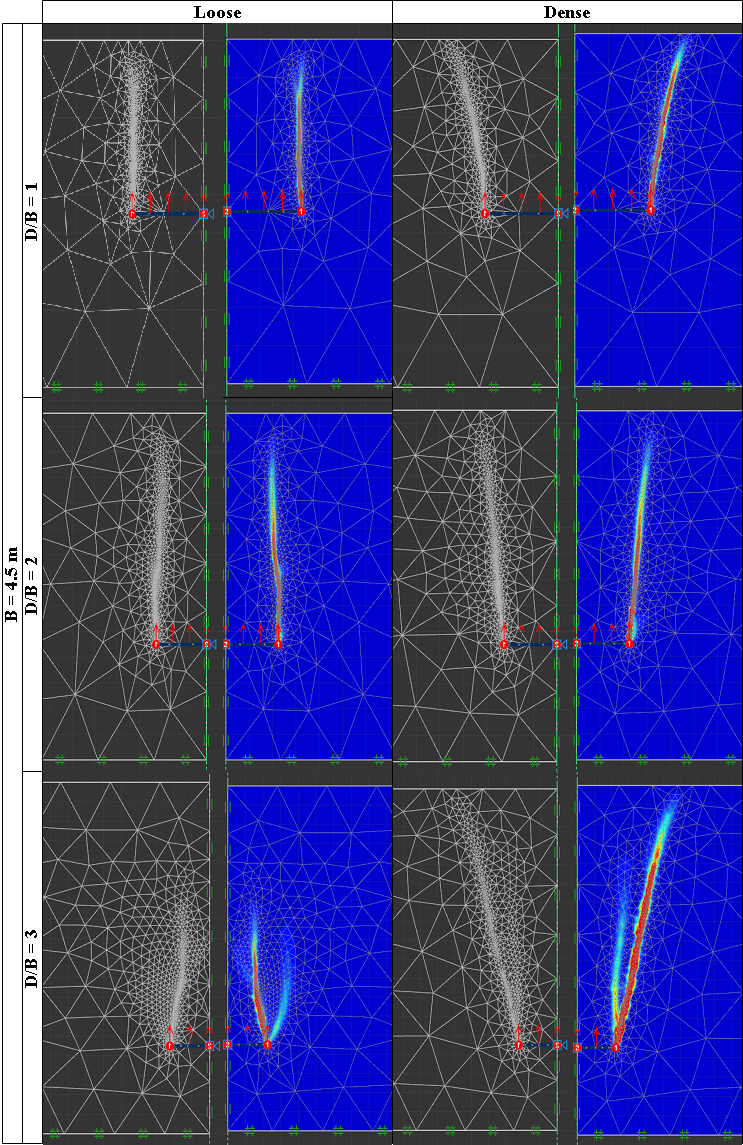 Loose
Dense
B = 4.5 m
D/B = 1
D/B = 2
D/B = 3